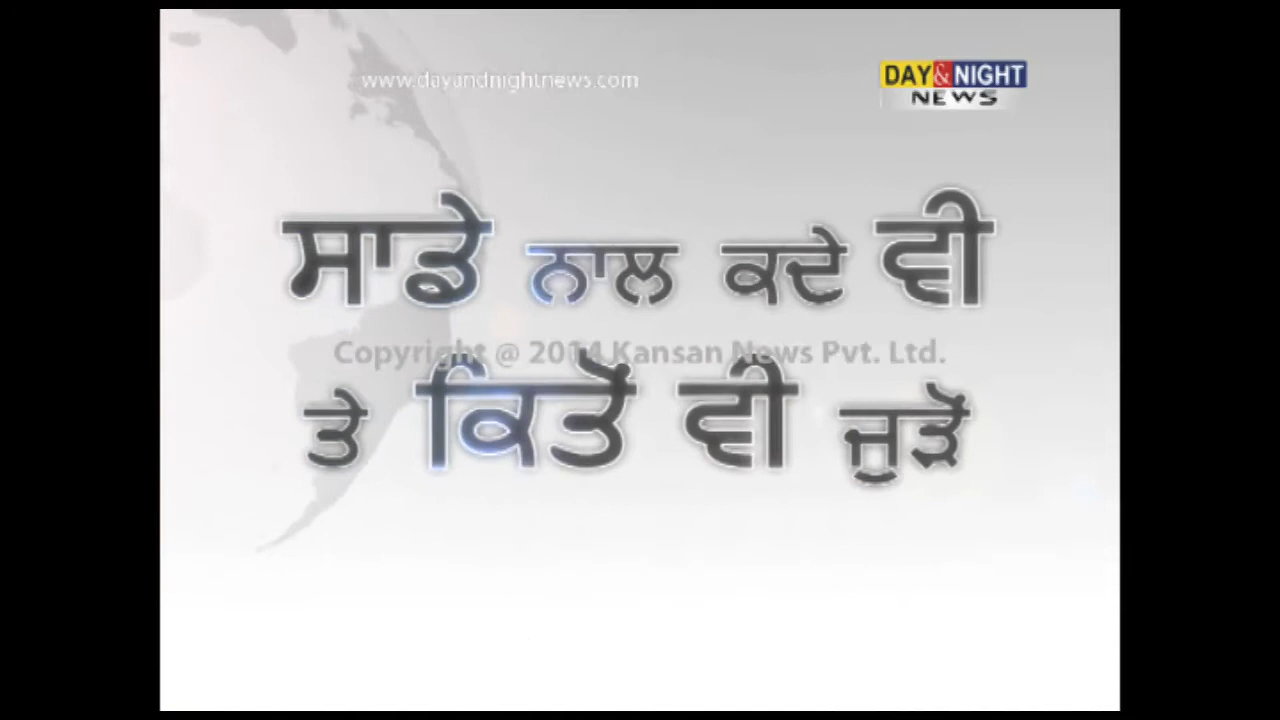 www.dayandnightnews.com
DAY&NIGHT
NEWS
ਸਾਡੇ ਨਾਲ ਕਦੇ ਵੀ
Copyright @ 2014 Kansan News Pvt. Ltd.
ਤੇ ਕਿਤੋਂ ਵੀ ਜੁੜੋਂ